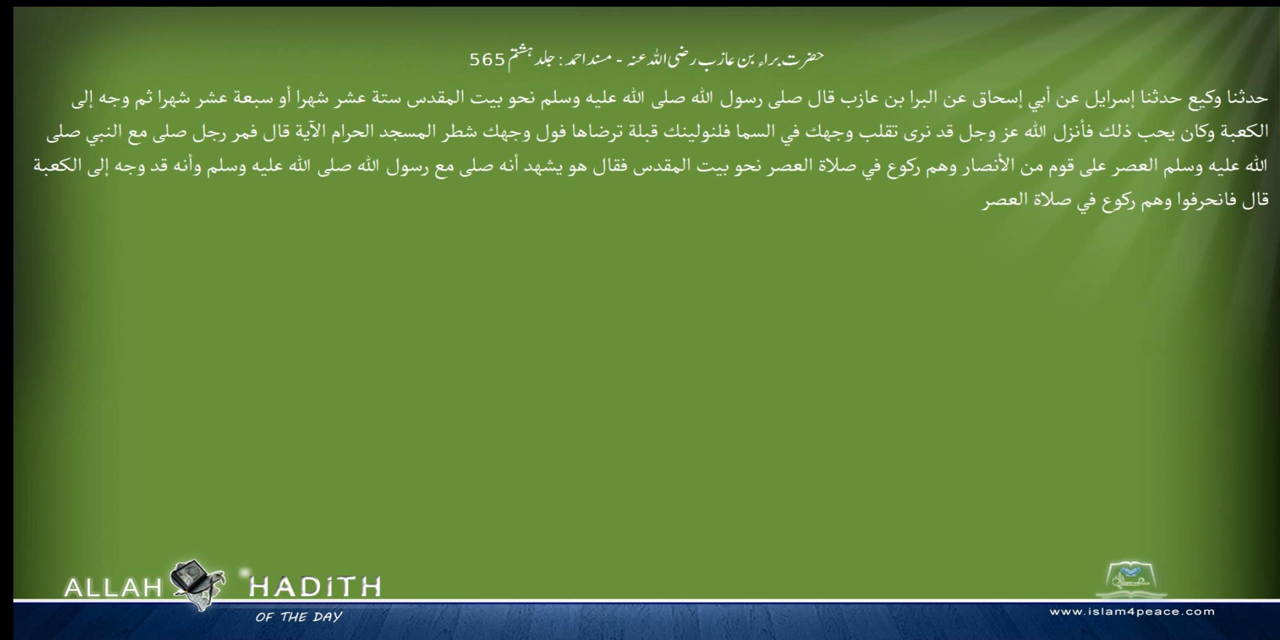 حضرت براء بن عازب رضی اللہ عنہ - مسند احمد : جلد ہشتم 565
حدثنا وكيع حدثنا إسرايل عن أبي إسحاق عن البرا بن عازب قال صلى رسول الله صلى الله عليه وسلم نحو بيت المقدس ستة عشر شهرا أو سبعة عشر شهرا ثم وجه إلى
الكعبة وكان يحب ذلك فأنزل الله عز وجل قد نرى تقلب وجهك في السما فلنولينك قبلة ترضاها فول وجهك شطر المسجد الحرام الآية قال فمر رجل صلى مع النبي صلى
الله عليه وسلم العصر على قوم من الأنصار وهم ركوع في صلاة العصر نحو بيت المقدس فقال هو يشهد أنه صلى مع رسول الله صلى الله عليه وسلم وأنه قد وجه إلى الكعبة
قال فانحرفوا وهم ركوع في صلاة العصر
ALLAH HADITH
OF THE DAY
www.islam4peace.com